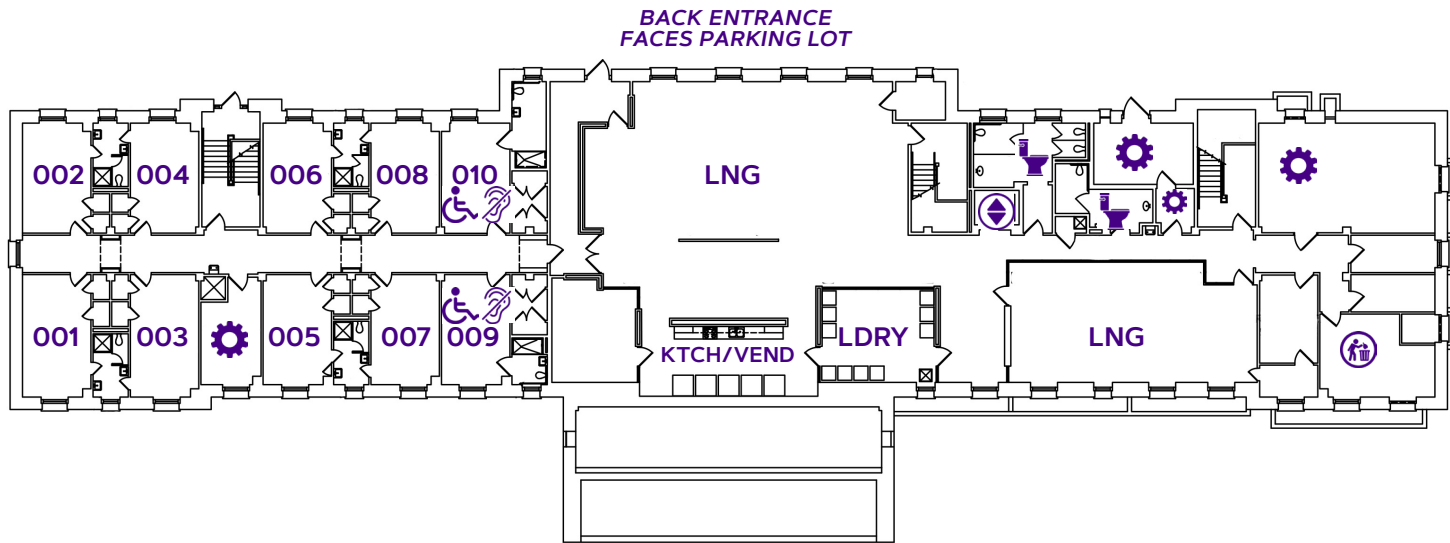 BACK ENTRANCE
FACES PARKING LOT
002 004 006 008 010 LNG
001 003 005 007 009 KTCH/VEND LDRY LNG